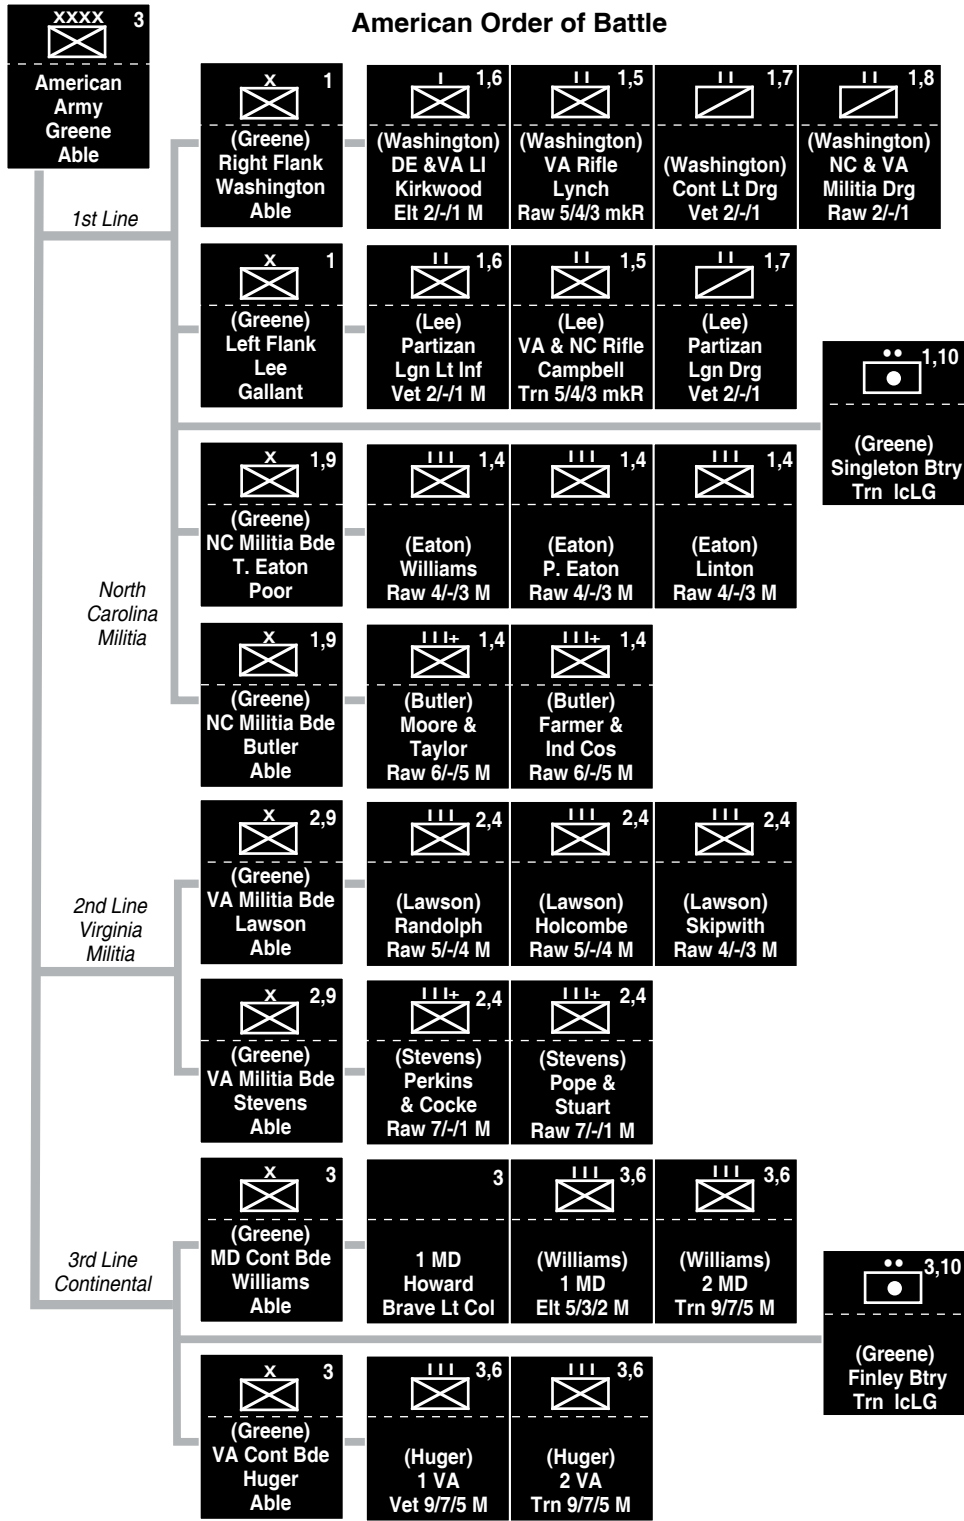 American Order of Battle
XXXX 3
American
Army
Greene
Able
1st Line
X 1
(Greene)
Right Flank
Washington
Able
I 1,6
(Washington)
DE &VA LI
Kirkwood
Elt 2/-/1 M
II 1,5
(Washington)
VA Rifle
Lynch
Raw 5/4/3 mkR
II 1,7
(Washington)
Cont Lt Drg
Vet 2/-/1
II 1,8
(Washington)
NC & VA
Militia Drg
Raw 2/-/1
X 1
(Greene)
Left Flank
Lee
Gallant
II 1,6
(Lee)
Partizan
Lgn Lt Inf
Vet 2/-/1 M
II 1,5
(Lee)
VA & NC Rifle
Campbell
Trn 5/4/3 mkR
II 1,7
(Lee)
Partizan
Lgn Drg
Vet 2/-/1
1,10
(Greene)
Singleton Btry
Trn IcLG
North
Carolina
Militia
X 1,9
(Greene)
NC Militia Bde
T. Eaton
Poor
III 1,4
(Eaton)
Williams
Raw 4/-/3 M
III 1,4
(Eaton)
P. Eaton
Raw 4/-/3 M
III 1,4
(Eaton)
Linton
Raw 4/-/3 M
X 1,9
(Greene)
NC Militia Bde
Butler
Able
III+ 1,4
(Butler)
Moore &
Taylor
Raw 6/-/5 M
III+ 1,4
(Butler)
Farmer &
Ind Cos
Raw 6/-/5 M
2nd Line
Virginia
Militia
X 2,9
(Greene)
VA Militia Bde
Lawson
Able
III 2,4
(Lawson)
Randolph
Raw 5/-/4 M
III 2,4
(Lawson)
Holcombe
Raw 5/-/4 M
III 2,4
(Lawson)
Skipwith
Raw 4/-/3 M
X 2,9
(Greene)
VA Militia Bde
Stevens
Able
III+ 2,4
(Stevens)
Perkins
& Cocke
Raw 7/-/1 M
III+ 2,4
(Stevens)
Pope &
Stuart
Raw 7/-/1 M
3rd Line
Continental
X 3
(Greene)
MD Cont Bde
Williams
Able
3
1 MD
Howard
Brave Lt Col
III 3,6
(Williams)
1 MD
Elt 5/3/2 M
III 3,6
(Williams)
2 MD
Trn 9/7/5 M
3,10
(Greene)
Finley Btry
Trn IcLG
X 3
(Greene)
VA Cont Bde
Huger
Able
III 3,6
(Huger)
1 VA
Vet 9/7/5 M
III 3,6
(Huger)
2 VA
Trn 9/7/5 M